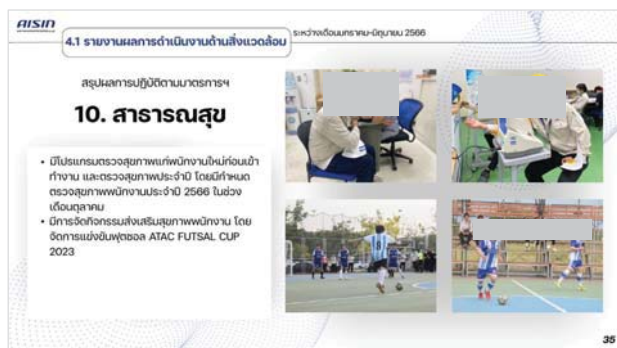 AISIN
4.1 รายงานผลการดำเนินงานด้านสิ่งแวดล้อม
ระหว่างเดือนมกราคม-มิถุนายน 2566
สรุปผลการปฏิบัติตามมาตรการฯ
10. สาธารณสุข
• มีโปรแกรมตรวจสุขภาพแก่พนักงานใหม่ก่อนเข้า
ทำงาน และตรวจสุขภาพประจำปี โดยมีกำหนด
ตรวจสุขภาพพนักงานประจำปี 2566 ในช่วง
เดือนตุลาคม
• มีการจัดกิจกรรมส่งเสริมสุขภาพพนักงาน โดย
จัดการแข่งขันฟุตซอล ATAC FUTSAL CUP
2023
35